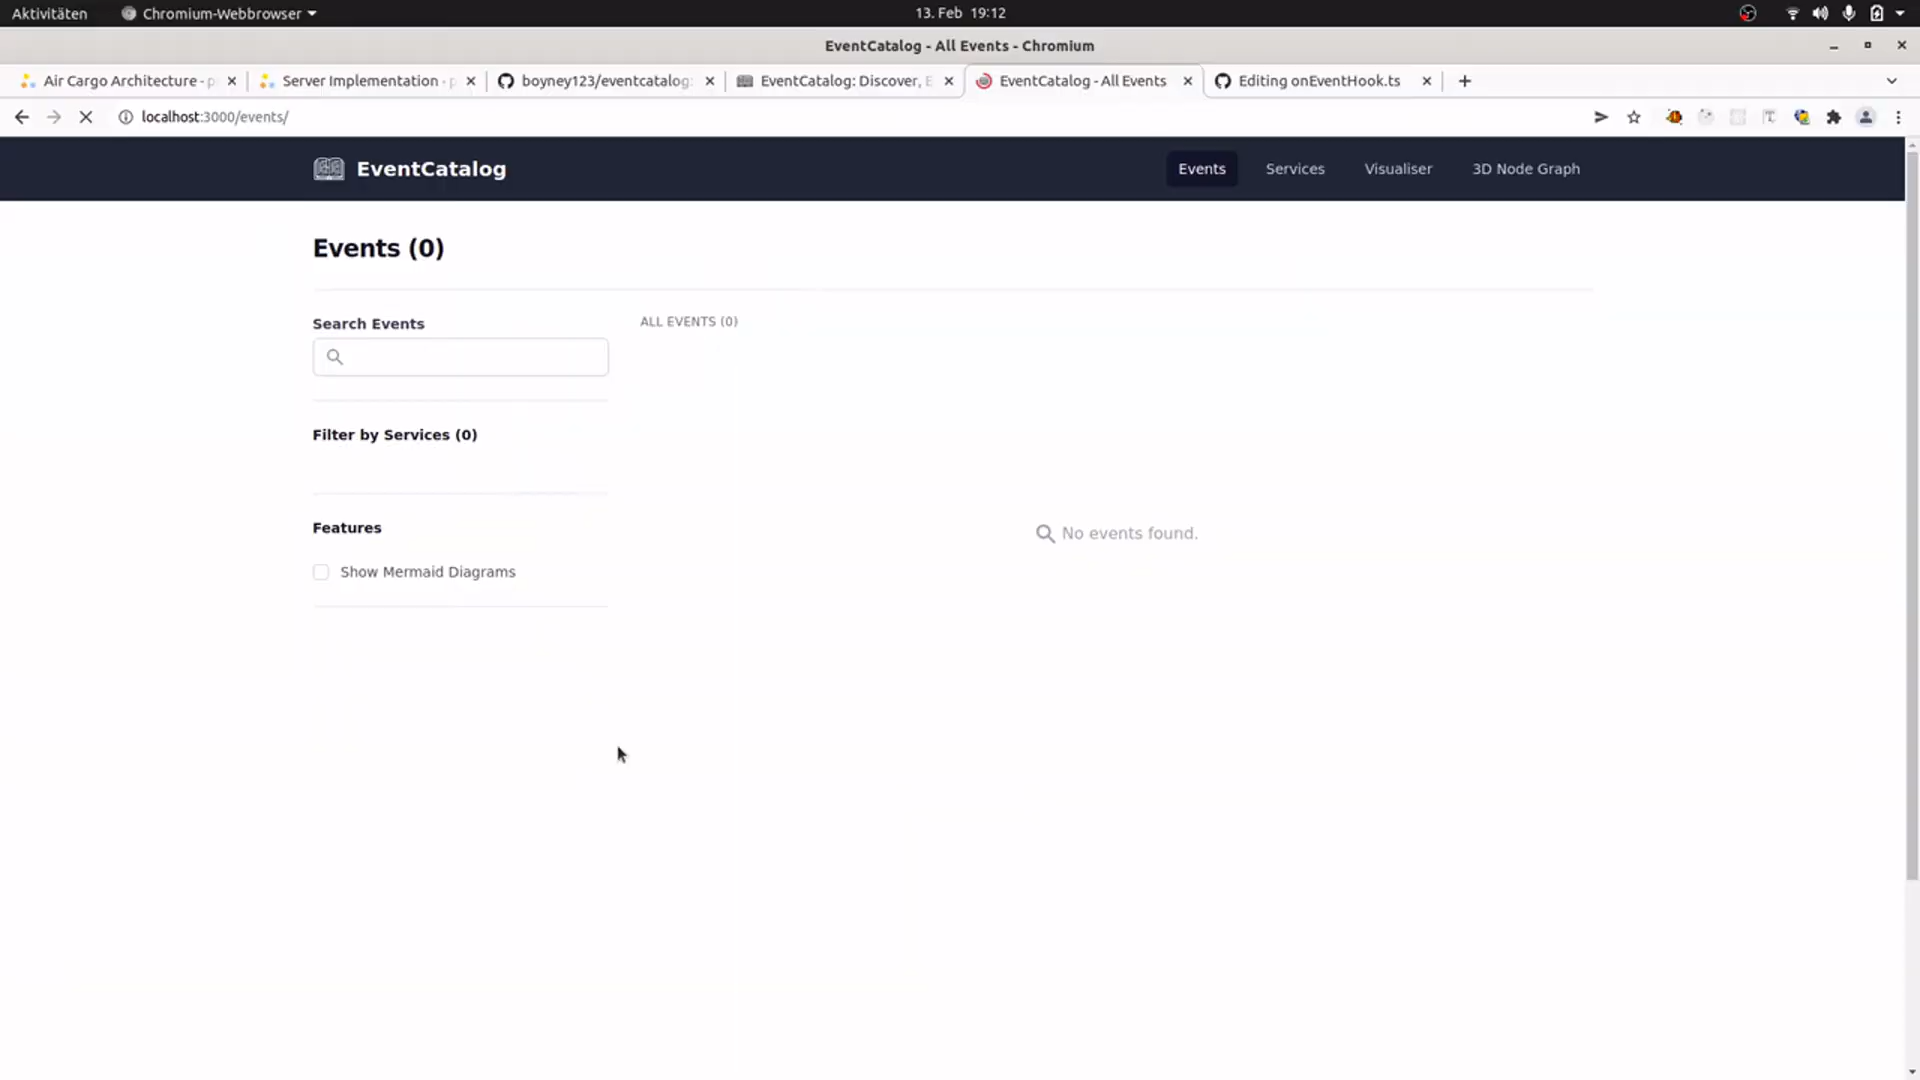 Aktivitäten Chromium-Webbrowser 13. Feb 19:12
EventCatalog - All Events - Chromium
Air Cargo Architecture - p Server Implementation - p boyney123/eventcatalog: EventCatalog: Discover, E EventCatalog - All Events Editing onEventHook.ts
localhost:3000/events/
EventCatalog Events Services Visualiser 3D Node Graph
Events (0)
Search Events
ALL EVENTS (0)
Filter by Services (0)
Features
No events found.
Show Mermaid Diagrams